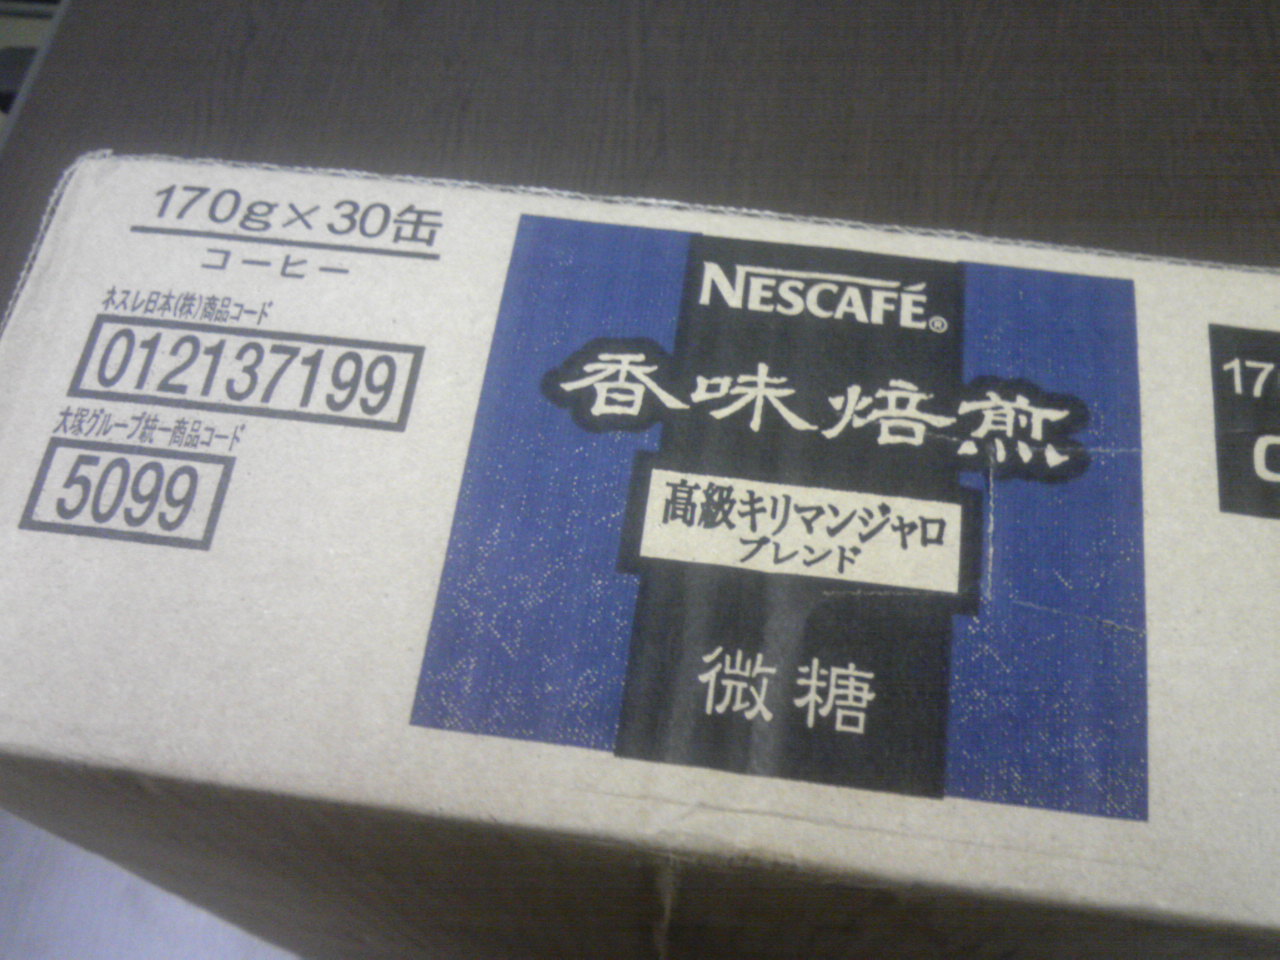 170g×30缶
コーヒー
ネスレ日本(株)商品コード
012137199
大塚グループ統一商品コード
5099
NESCAFÉ®
香味焙煎
高級キリマンジャロ
ブレンド
微糖
17